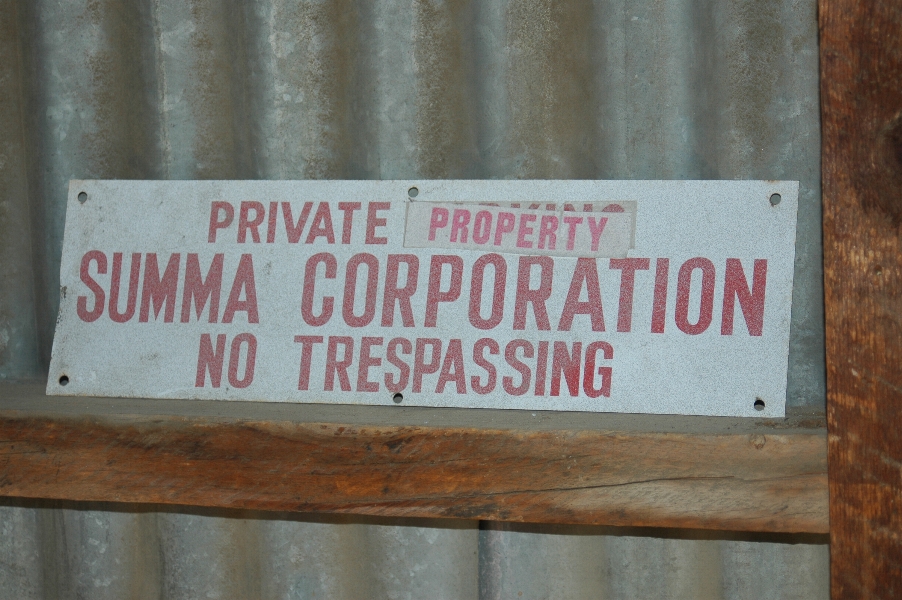 PRIVATE PROPERTY
SUMMA CORPORATION
NO TRESPASSING